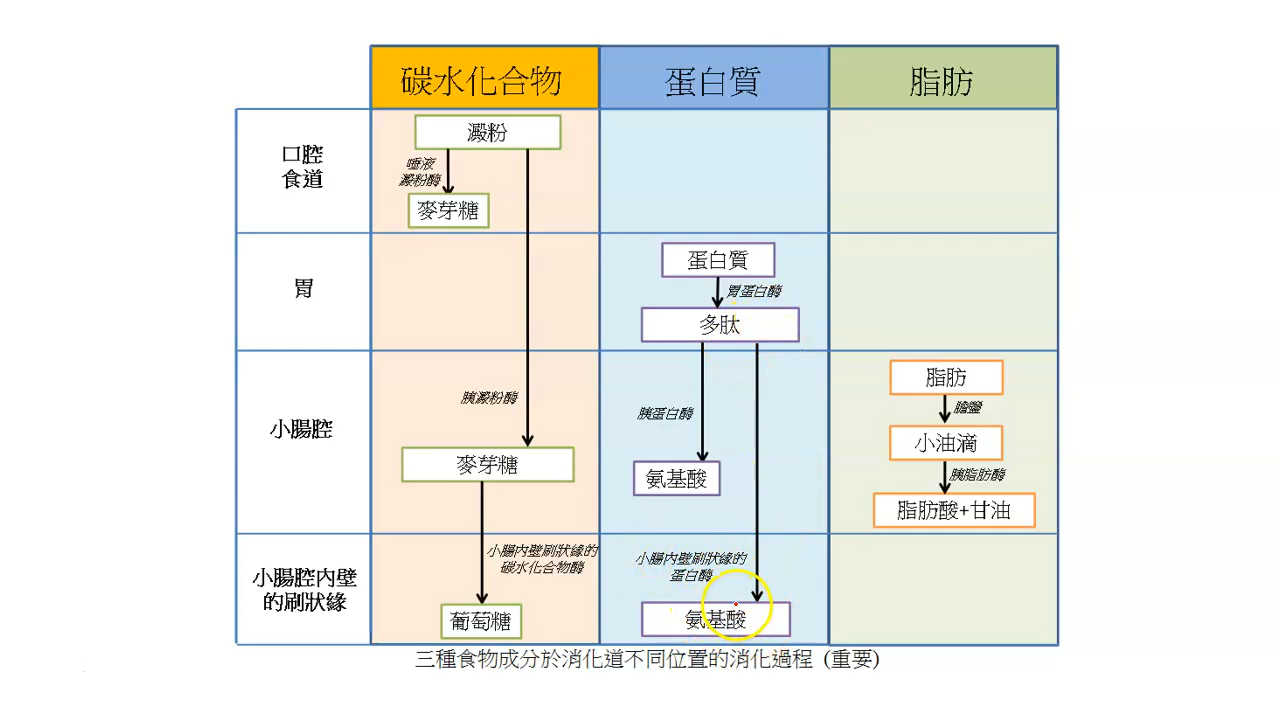 碳水化合物
蛋白質
脂肪
口腔
食道
澱粉
唾液
澱粉酶
麥芽糖
胃
蛋白質
胃蛋白酶
多肽
小腸腔
胰澱粉酶
麥芽糖
胰蛋白酶
氨基酸
脂肪
膽鹽
小油滴
胰脂肪酶
脂肪酸+甘油
小腸腔內壁
的刷狀緣
小腸內壁刷狀緣的
碳水化合物酶
葡萄糖
小腸內壁刷狀緣的
蛋白酶
氨基酸
三種食物成分於消化道不同位置的消化過程 (重要)